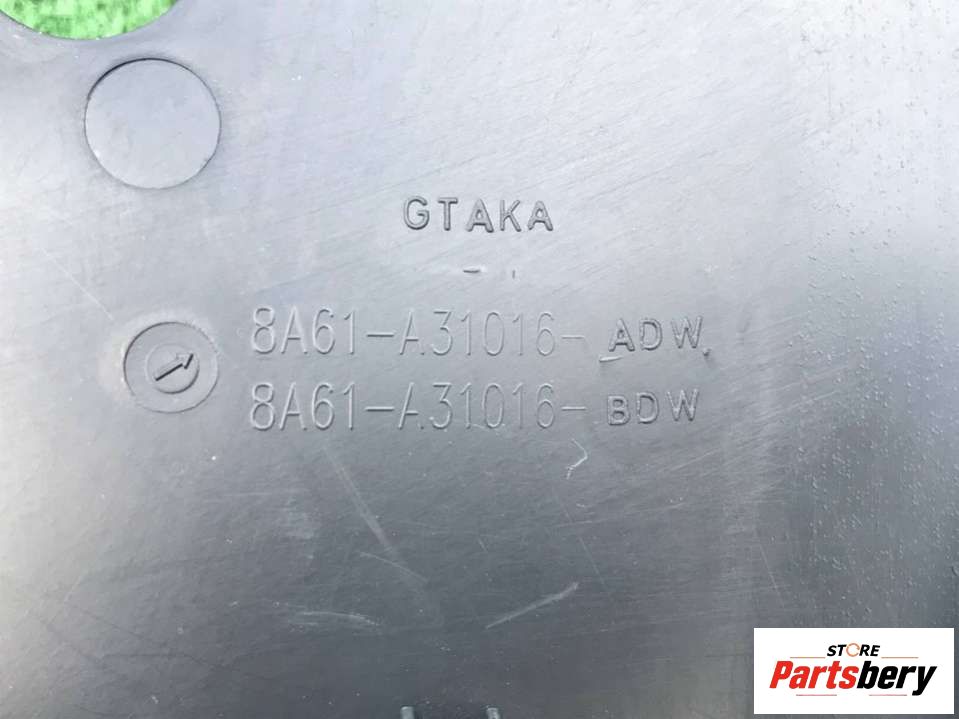 GTAKA
8A61-A31016-ADW
8A61-A31016-BDW
STORE
Partsbery